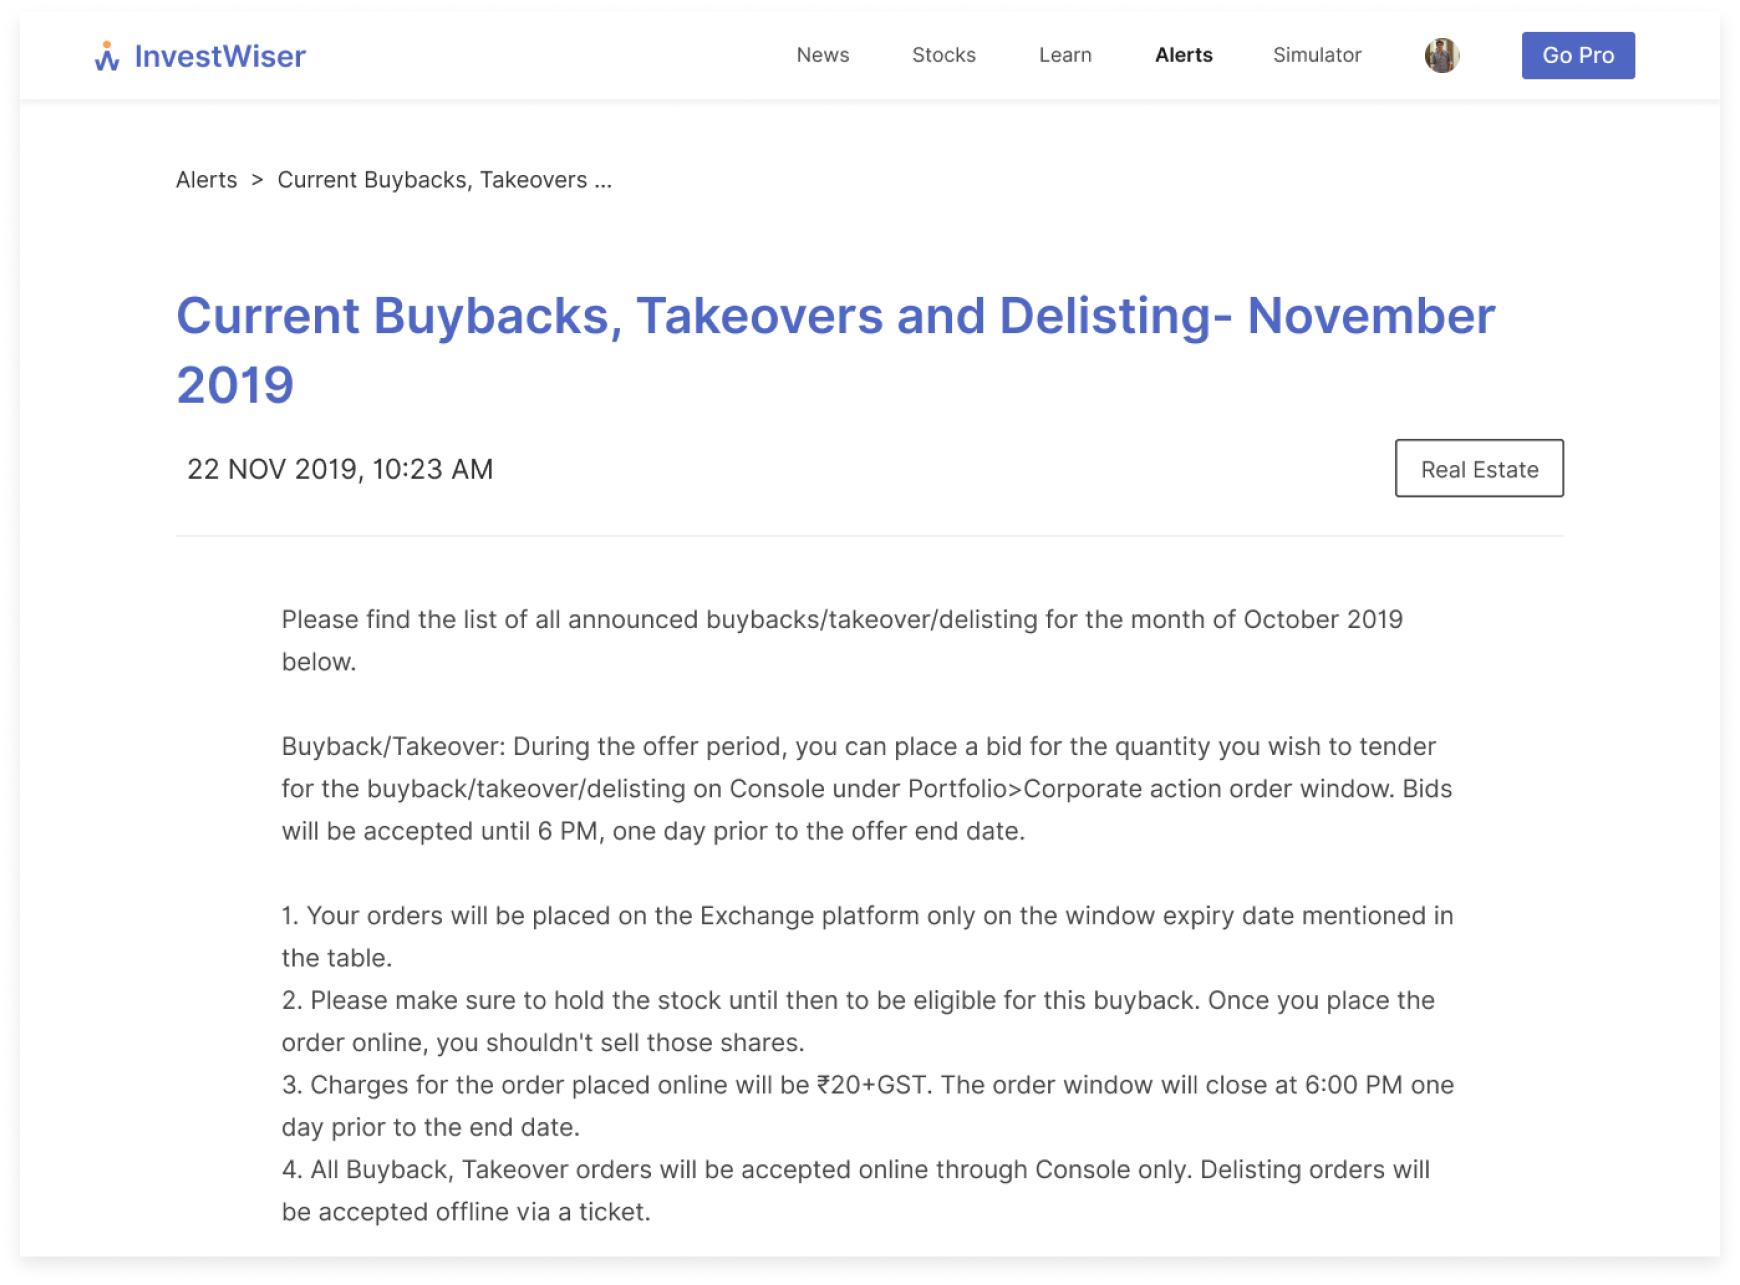 InvestWiser
News Stocks Learn Alerts Simulator Go Pro
Alerts > Current Buybacks, Takeovers ...
Current Buybacks, Takeovers and Delisting- November
2019
22 NOV 2019, 10:23 AM
Real Estate
Please find the list of all announced buybacks/takeover/delisting for the month of October 2019
below.
Buyback/Takeover: During the offer period, you can place a bid for the quantity you wish to tender
for the buyback/takeover/delisting on Console under Portfolio>Corporate action order window. Bids
will be accepted until 6 PM, one day prior to the offer end date.
1. Your orders will be placed on the Exchange platform only on the window expiry date mentioned in
the table.
2. Please make sure to hold the stock until then to be eligible for this buyback. Once you place the
order online, you shouldn't sell those shares.
3. Charges for the order placed online will be ₹20+GST. The order window will close at 6:00 PM one
day prior to the end date.
4. All Buyback, Takeover orders will be accepted online through Console only. Delisting orders will
be accepted offline via a ticket.